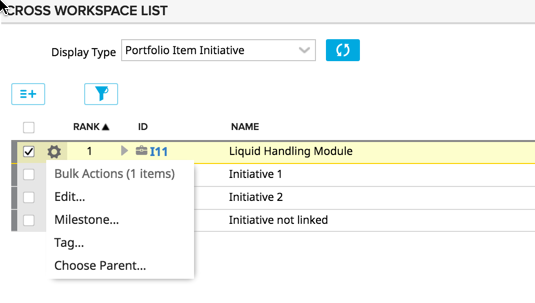 CROSS WORKSPACE LIST
Display Type Portfolio Item Initiative
RANK ID NAME
1 I11 Liquid Handling Module
Bulk Actions (1 items) Initiative 1
Edit... Initiative 2
Milestone... Initiative not linked
Tag...
Choose Parent...